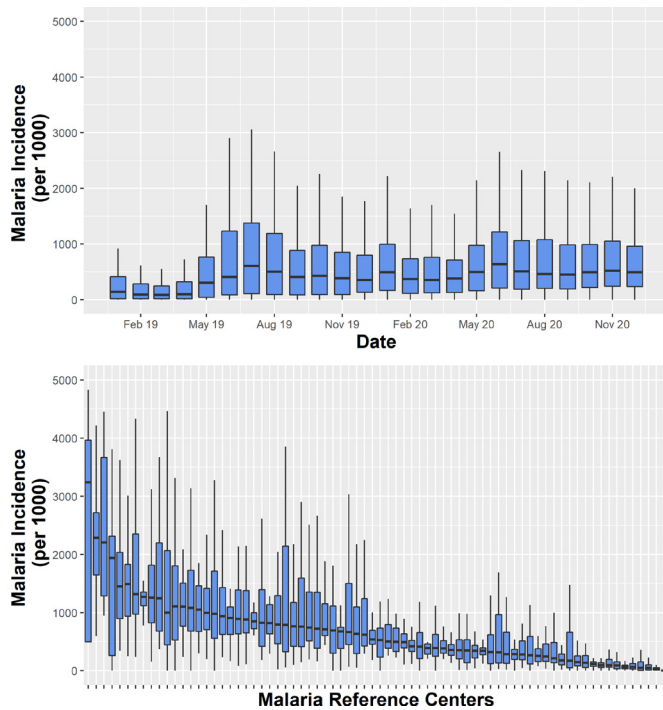 5000
4000
3000
2000
1000
0
Malaria Incidence
(per 1000)
Feb 19 May 19 Aug 19 Nov 19 Feb 20 May 20 Aug 20 Nov 20
Date
5000
4000
3000
2000
1000
0
Malaria Incidence
(per 1000)
Malaria Reference Centers